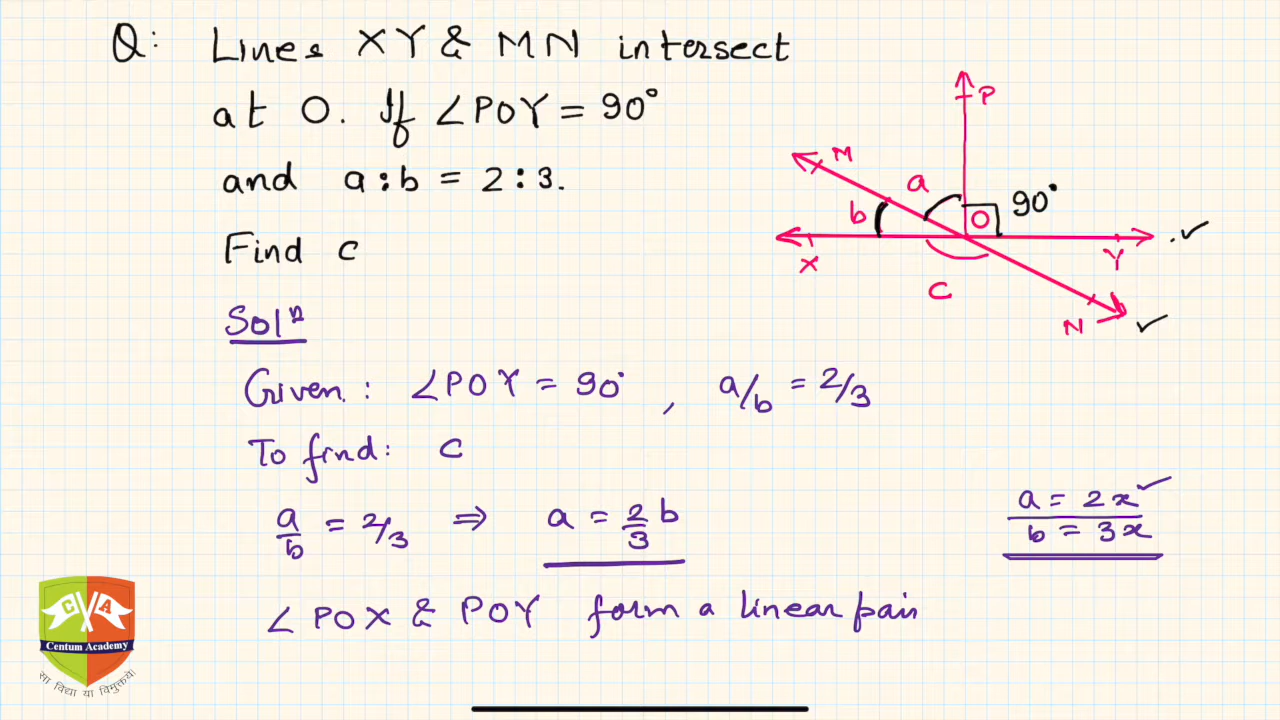 Q: Lines XY & MN intersect
at O. If ∠POY = 90°
and a:b = 2:3.
Find c
P
M
a
b
O
90°
X
Y
C
N
Solⁿ
Given: ∠POY = 90° , a/b = 2/3
To find: c
a/b = 2/3 ⇒ a = 2/3 b
a = 2x
b = 3x
∠POX & POY form a linear pair
C A
Centum Academy
सा विद्या या विमुक्तये।